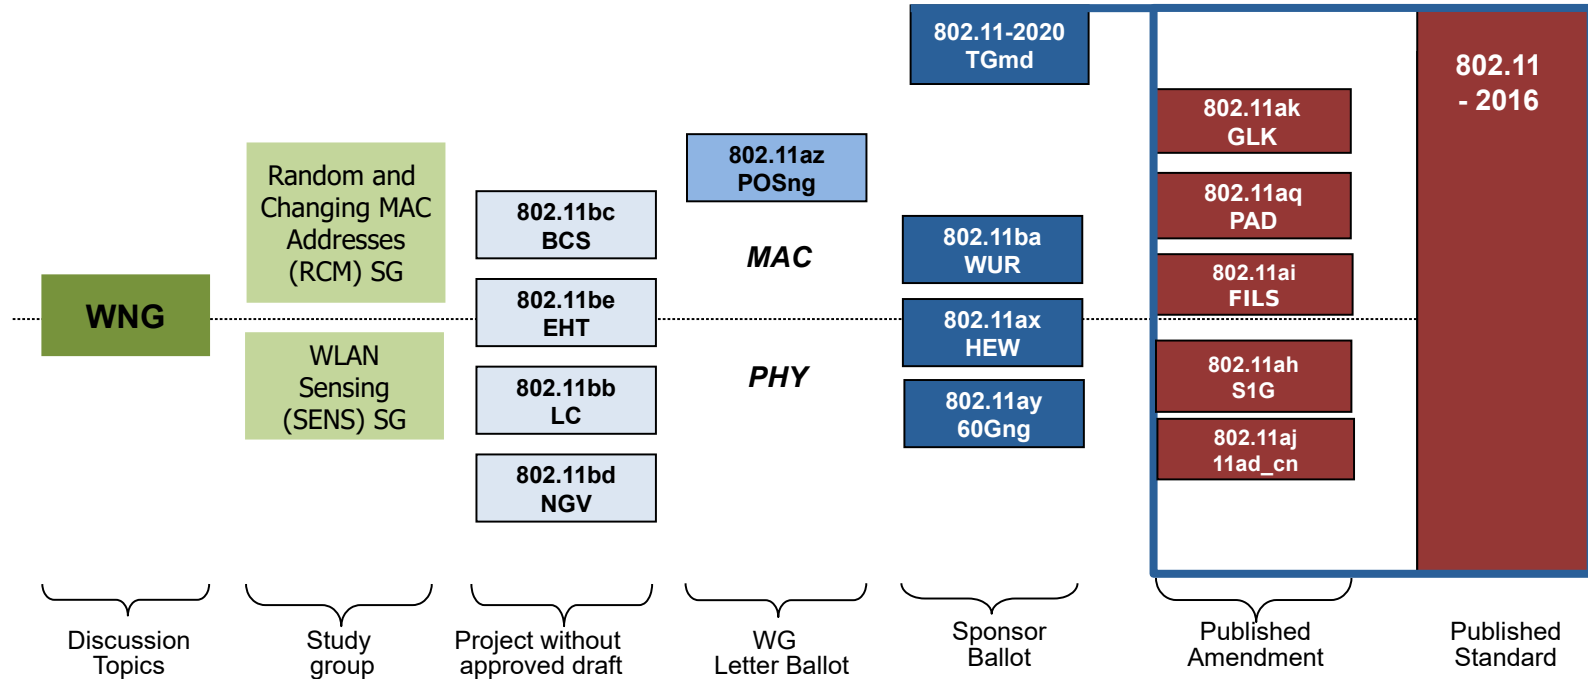 WNG
Random and
Changing MAC
Addresses
(RCM) SG
WLAN
Sensing
(SENS) SG
802.11bc
BCS
802.11be
EHT
802.11bb
LC
802.11bd
NGV
802.11az
POSng
MAC
PHY
802.11-2020
TGmd
802.11ba
WUR
802.11ax
HEW
802.11ay
60Gng
802.11ak
GLK
802.11aq
PAD
802.11ai
FILS
802.11ah
S1G
802.11aj
11ad_cn
802.11
- 2016
Discussion
Topics
Study
group
Project without
approved draft
WG
Letter Ballot
Sponsor
Ballot
Published
Amendment
Published
Standard